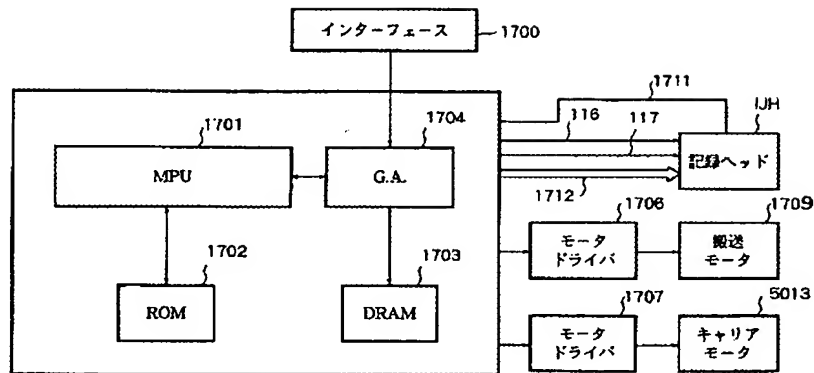 インターフェース
1700
1711
IJH
1701
1704
116
117
記録ヘッド
MPU
G.A.
1712
1706
1709
モータ
ドライバ
搬送
モータ
1702
1703
ROM
DRAM
1707
5013
モータ
ドライバ
キャリア
モータ